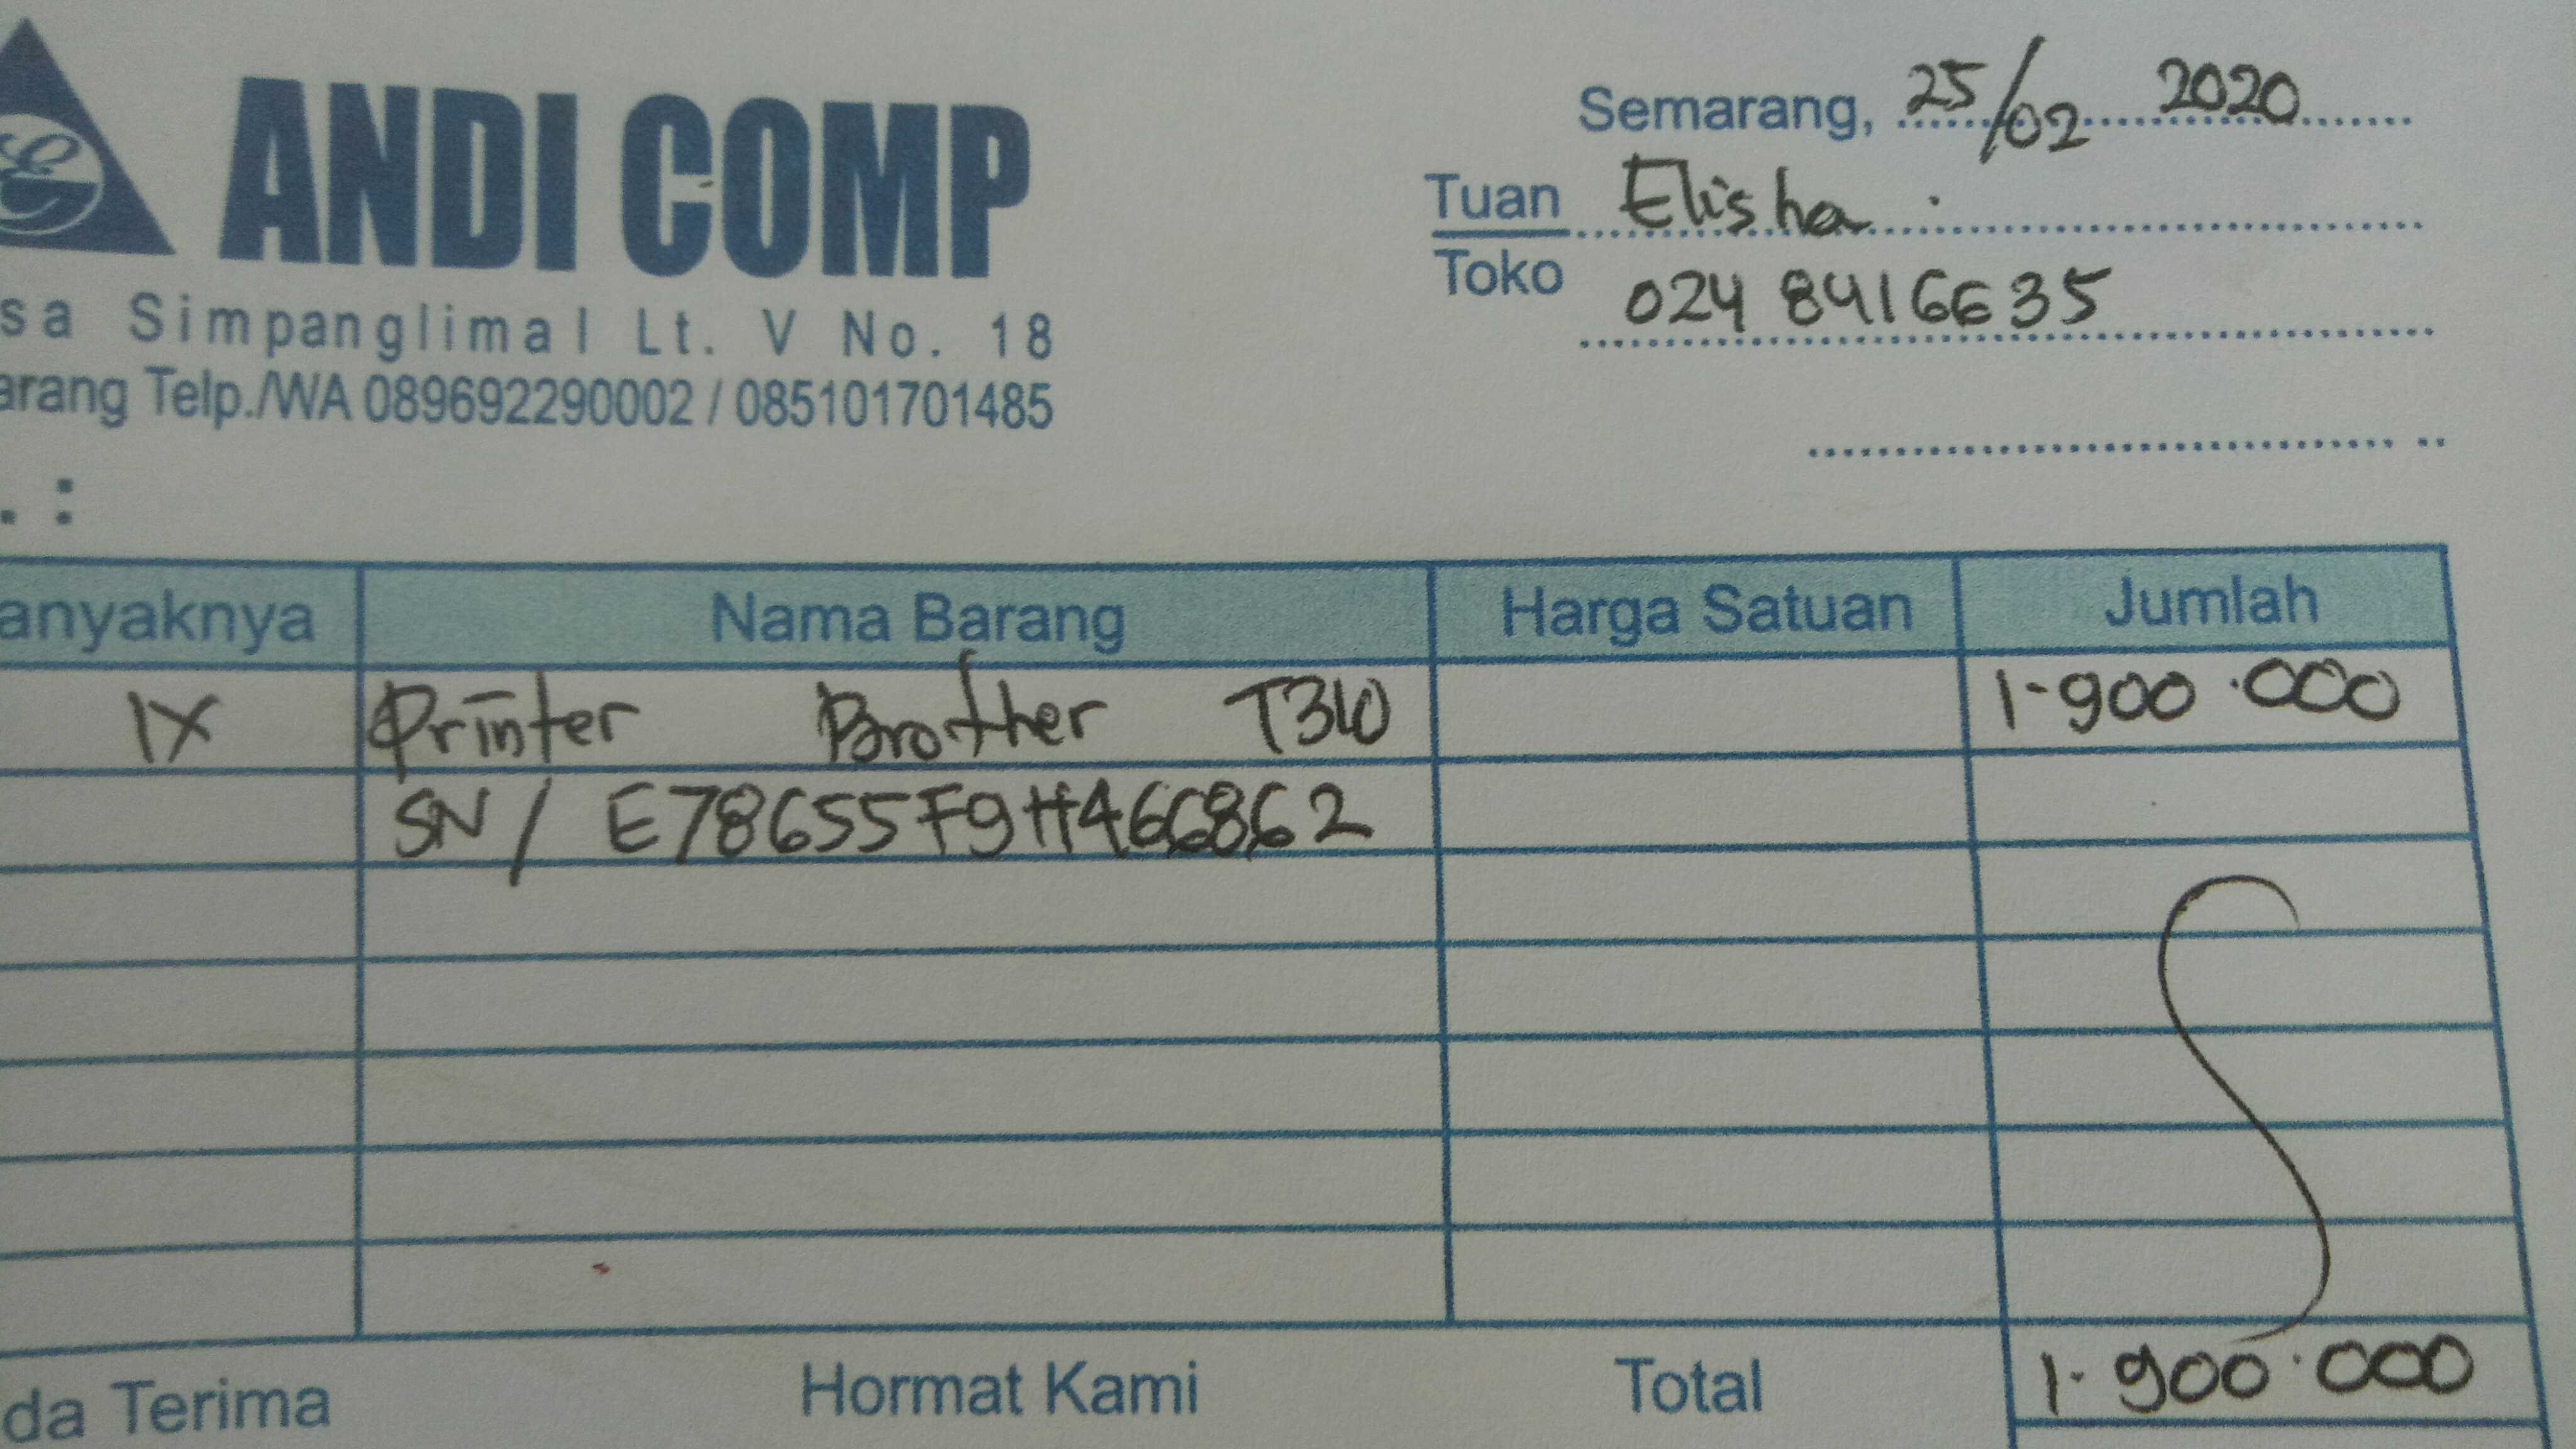 ANDI COMP
sa Simpanglimal Lt. V No. 18
arang Telp./WA 089692290002 / 085101701485
. :
Semarang, 25/02 2020
Tuan Elisha
Toko 024 8416635
anyaknya Nama Barang Harga Satuan Jumlah
1X Printer Brother T310 1.900.000
SN/ E78655F9H466862
da Terima Hormat Kami Total 1.900.000